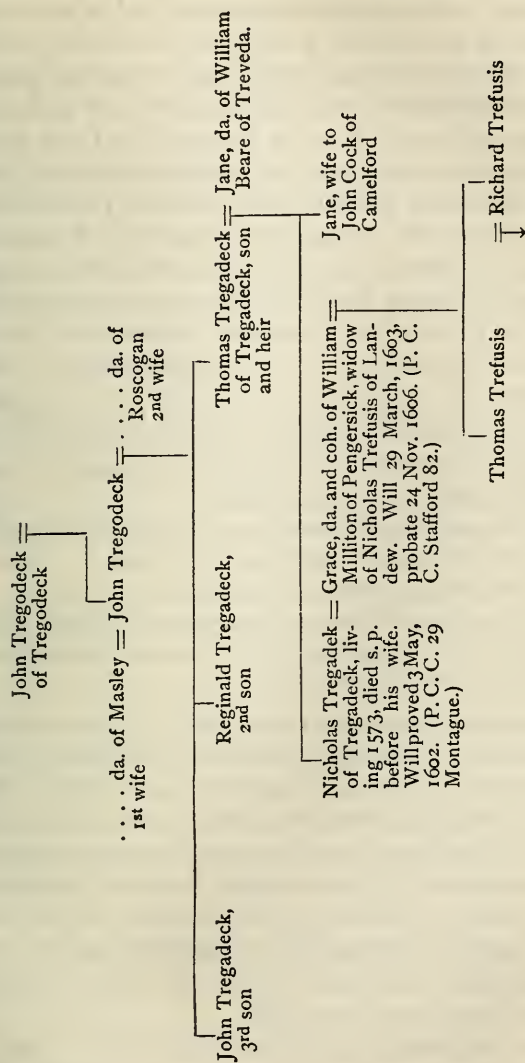 John Tregodeck =
of Tregodeck
. . . . da. of Masley = John Tregodeck = . . . . . da. of
1st wife
Roscogan
2nd wife
John Tregadeck,
3rd son
Reginald Tregadeck,
2nd son
Thomas Tregadeck = Jane, da. of William
of Tregadeck, son
and heir
Beare of Treveda.
Nicholas Tregadek =
of Tregadeck, liv-
ing 1573, died s. p.
before his wife.
Will proved 3 May,
1602. (P. C. C. 29
Montague.)
Grace, da. and coh. of William =
Milliton of Pengersick, widow
of Nicholas Trefusis of Lan-
dew. Will 29 March, 1603,
probate 24 Nov. 1606. (P. C.
C. Stafford 82.)
Jane, wife to
John Cock of
Camelford
Thomas Trefusis
= Richard Trefusis